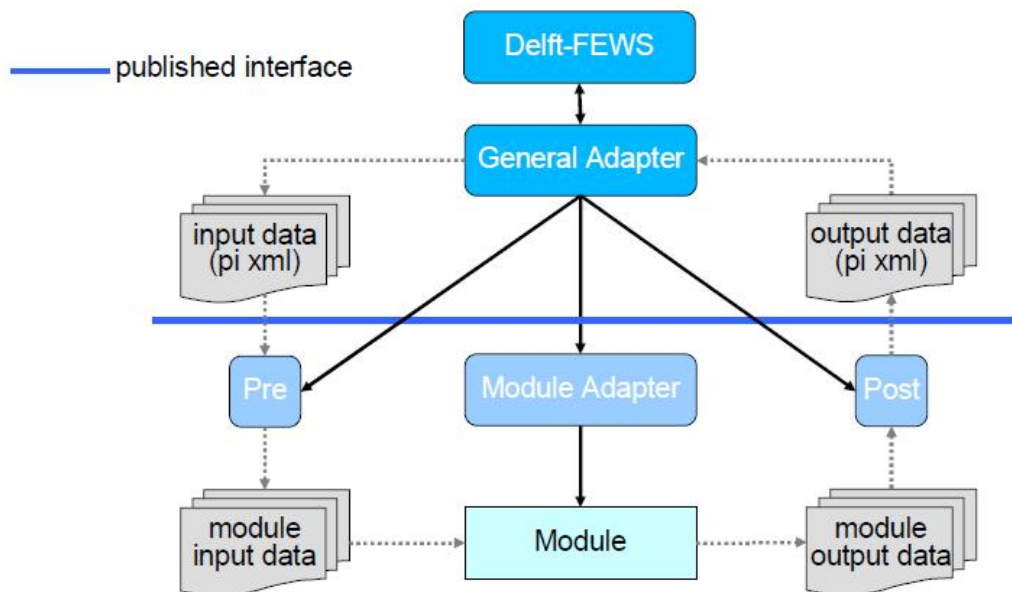 Delft-FEWS
published interface
General Adapter
input data
(pi xml)
output data
(pi xml)
Pre
Module Adapter
Post
module
input data
Module
module
output data